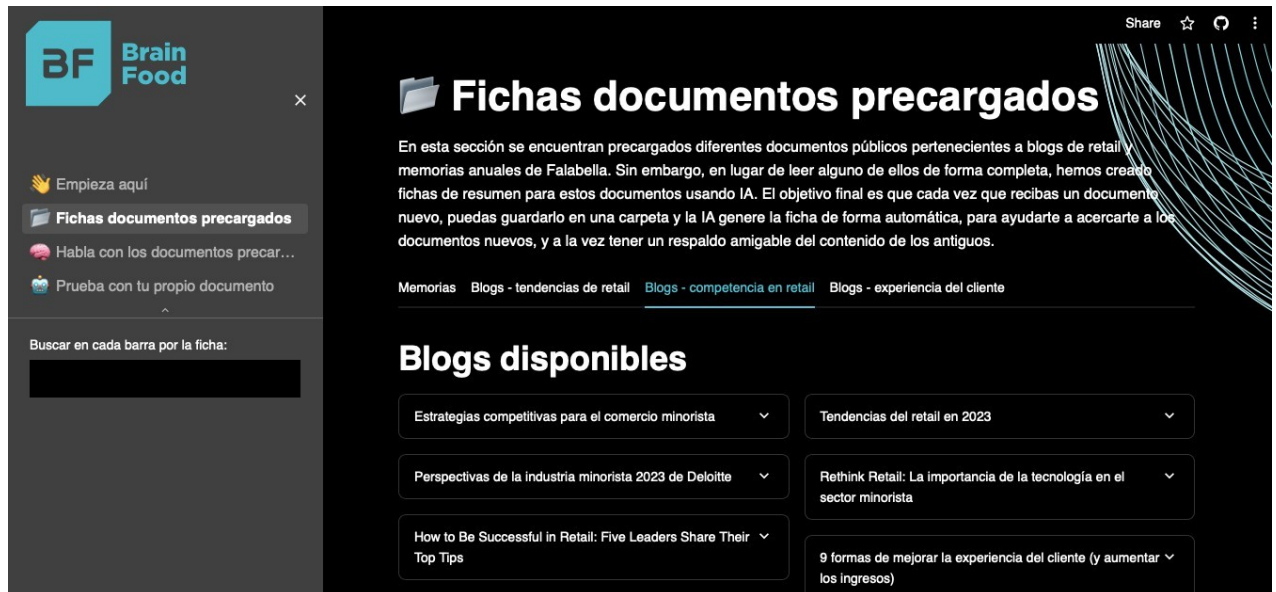 BF Brain
Food
Share
Empieza aquí
Fichas documentos precargados
Habla con los documentos precar...
Prueba con tu propio documento
Buscar en cada barra por la ficha:
Fichas documentos precargados
En esta sección se encuentran precargados diferentes documentos públicos pertenecientes a blogs de retail y
memorias anuales de Falabella. Sin embargo, en lugar de leer alguno de ellos de forma completa, hemos creado
fichas de resumen para estos documentos usando IA. El objetivo final es que cada vez que recibas un documento
nuevo, puedas guardarlo en una carpeta y la IA genere la ficha de forma automática, para ayudarte a acercarte a los
documentos nuevos, y a la vez tener un respaldo amigable del contenido de los antiguos.
Memorias Blogs - tendencias de retail Blogs - competencia en retail Blogs - experiencia del cliente
Blogs disponibles
Estrategias competitivas para el comercio minorista
Perspectivas de la industria minorista 2023 de Deloitte
How to Be Successful in Retail: Five Leaders Share Their
Top Tips
Tendencias del retail en 2023
Rethink Retail: La importancia de la tecnología en el
sector minorista
9 formas de mejorar la experiencia del cliente (y aumentar
los ingresos)